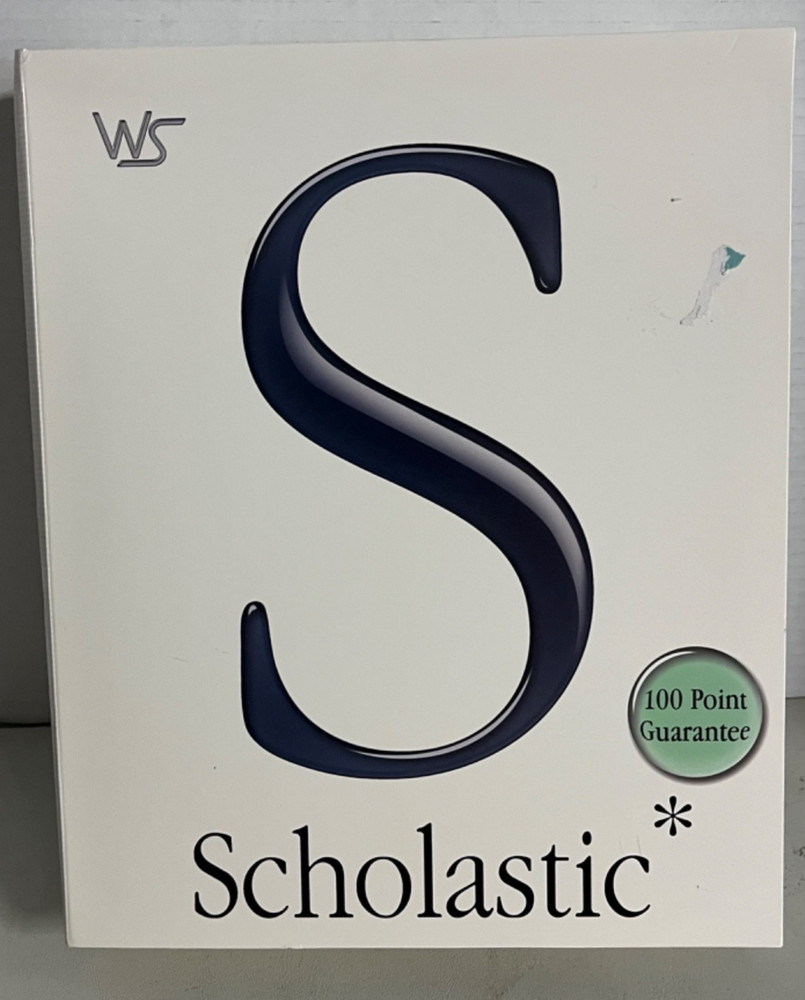 WS
S
100 Point
Guarantee
Scholastic*